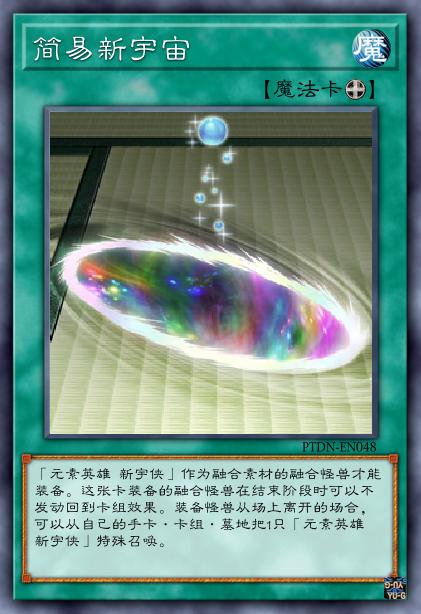 简易新宇宙
魔
【魔法卡】
PTDN-EN048
「元素英雄 新宇侠」作为融合素材的融合怪兽才能
装备。这张卡装备的融合怪兽在结束阶段时可以不
发动回到卡组效果。装备怪兽从场上离开的场合，
可以从自己的手卡·卡组·墓地把1只「元素英雄
新宇侠」特殊召唤。